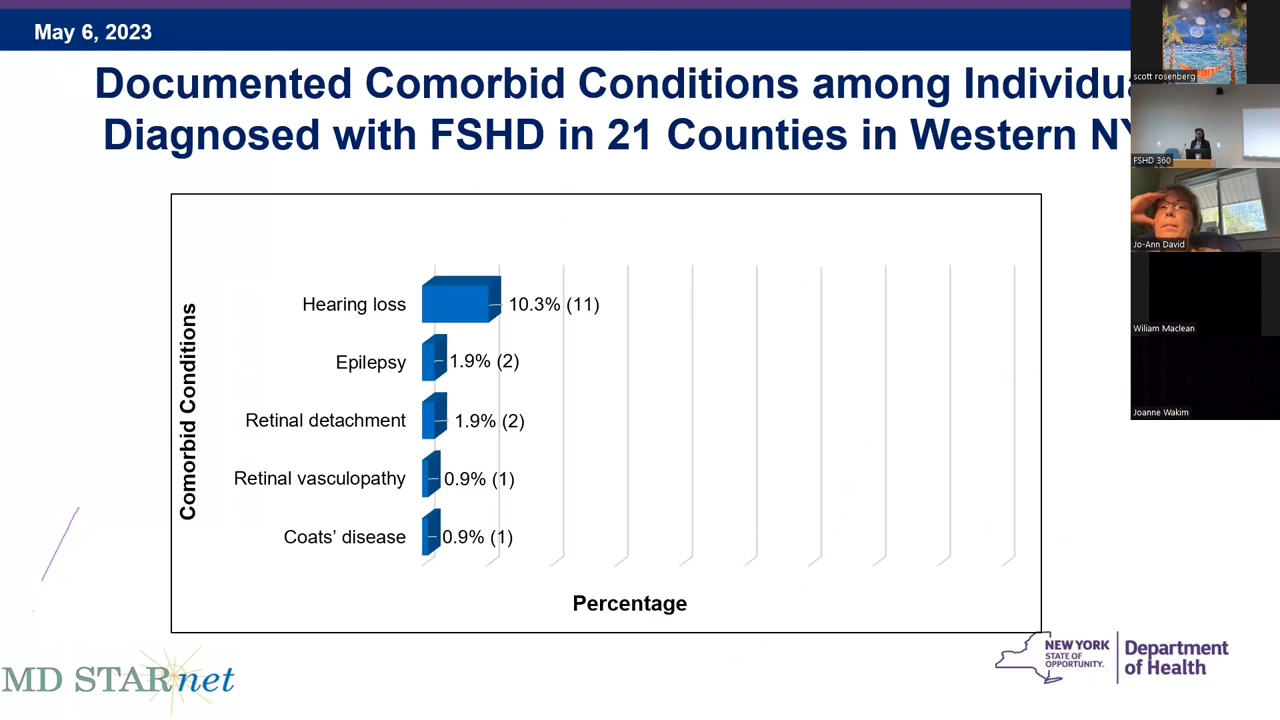 May 6, 2023
Documented Comorbid Conditions among Individua
Diagnosed with FSHD in 21 Counties in Western NY
Comorbid Conditions
Hearing loss
10.3% (11)
Epilepsy
1.9% (2)
Retinal detachment
1.9% (2)
Retinal vasculopathy
0.9% (1)
Coats’ disease
0.9% (1)
Percentage
MD STARnet
NEW YORK
STATE OF
OPPORTUNITY.
Department
of Health
scott rosenberg
FSHD 360
Jo-Ann David
Wiliam Maclean
Joanne Wakim